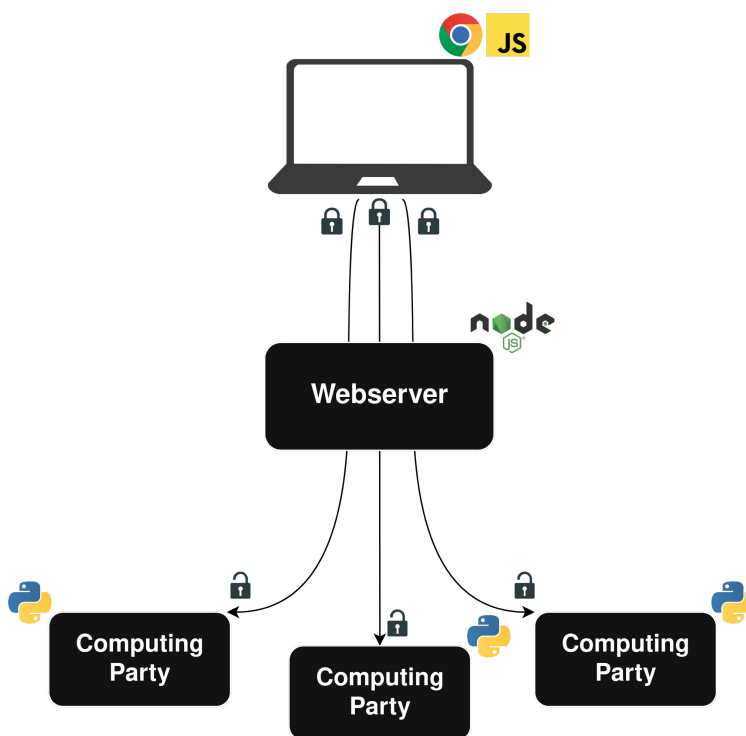 JS
node
JS
Webserver
Computing
Party
Computing
Party
Computing
Party